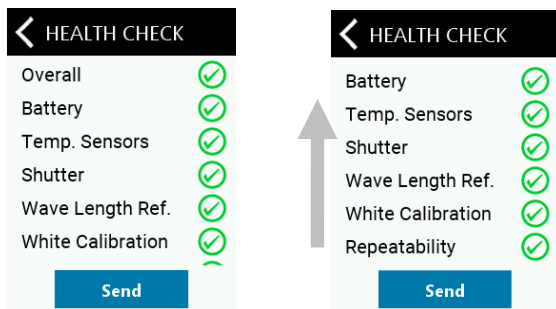 HEALTH CHECK
Overall
Battery
Temp. Sensors
Shutter
Wave Length Ref.
White Calibration
Send
HEALTH CHECK
Battery
Temp. Sensors
Shutter
Wave Length Ref.
White Calibration
Repeatability
Send